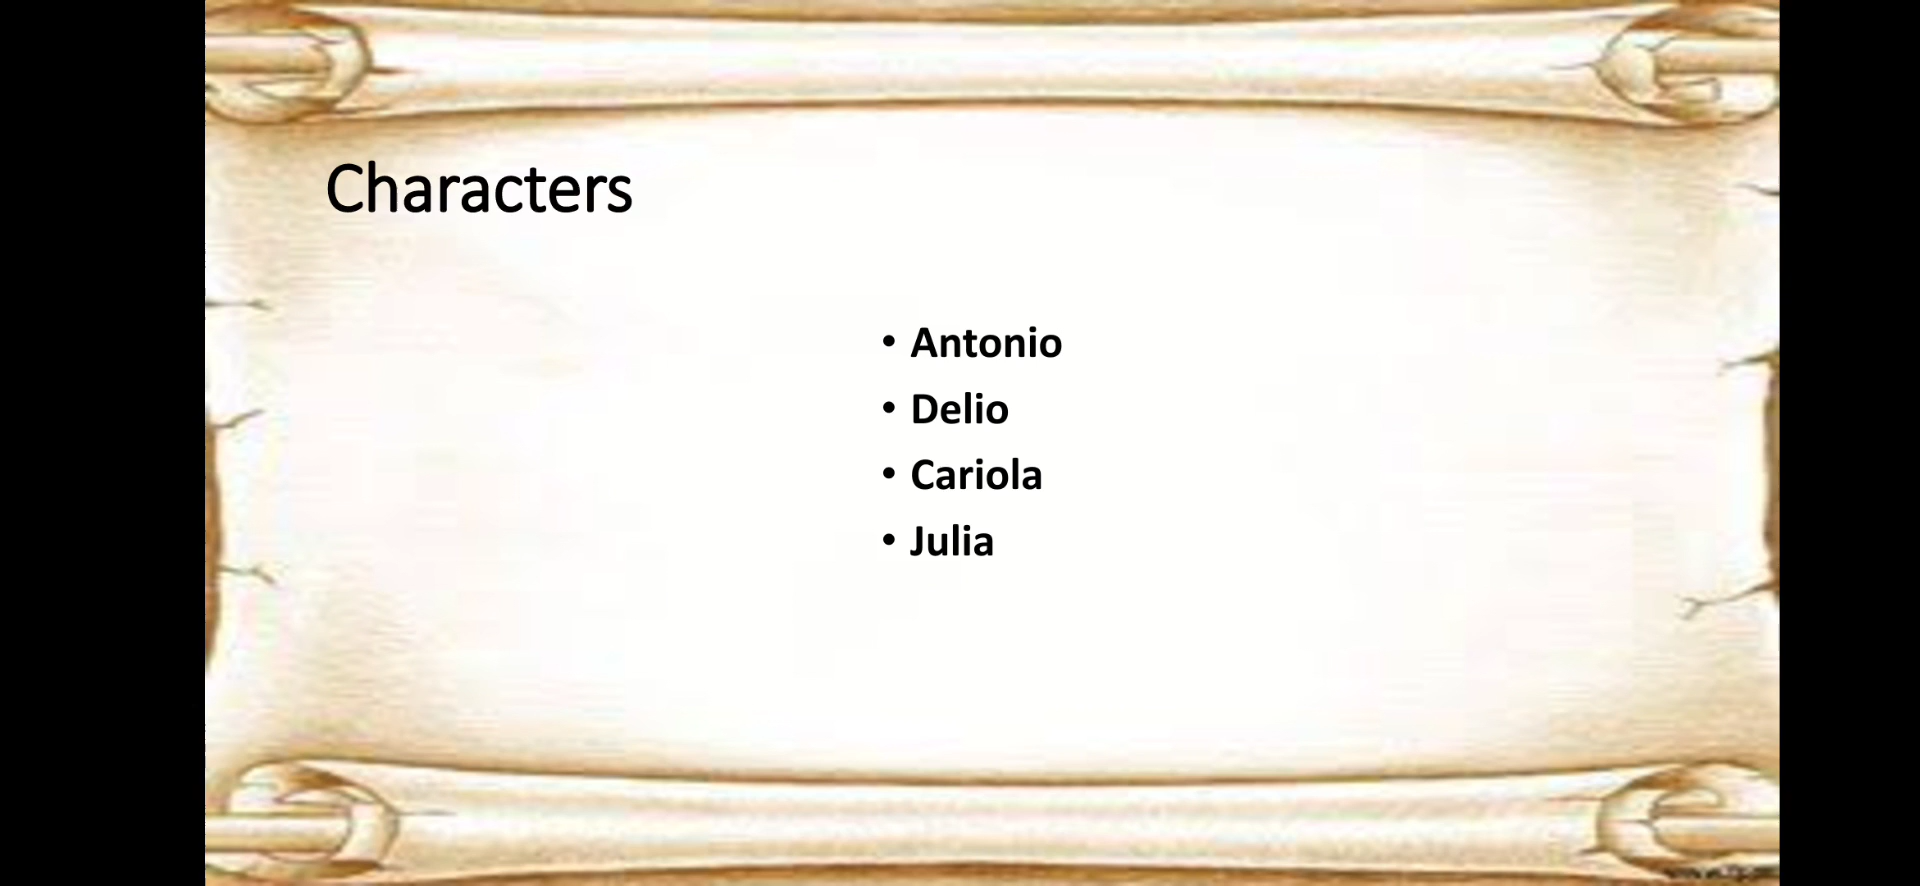 Characters
• Antonio
• Delio
• Cariola
• Julia